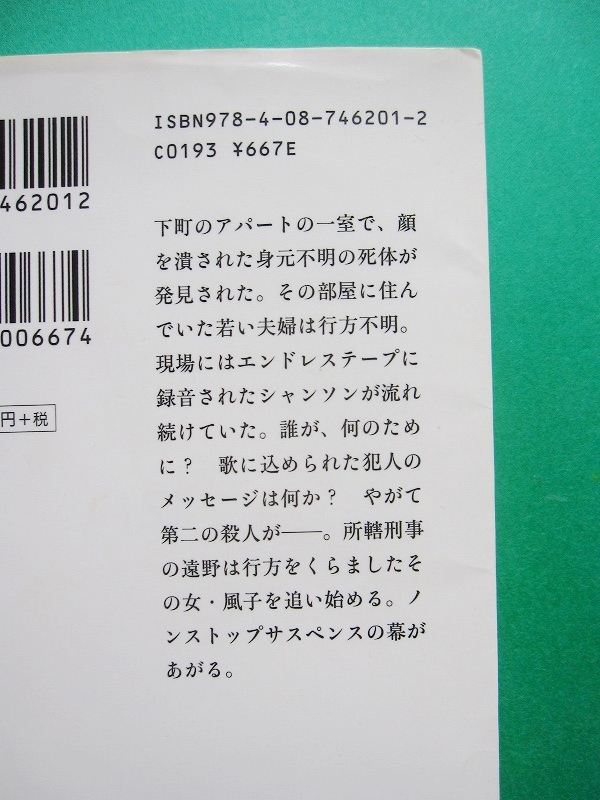 ISBN978-4-08-746201-2
C0193 ¥667E
462012
006674
円+税
下町のアパートの一室で、顔
を潰された身元不明の死体が
発見された。その部屋に住ん
でいた若い夫婦は行方不明。
現場にはエンドレステープに
録音されたシャンソンが流れ
続けていた。誰が、何のため
に？　歌に込められた犯人の
メッセージは何か？　やがて
第二の殺人が――。所轄刑事
の遠野は行方をくらましたそ
の女・風子を追い始める。ノ
ンストップサスペンスの幕が
あがる。